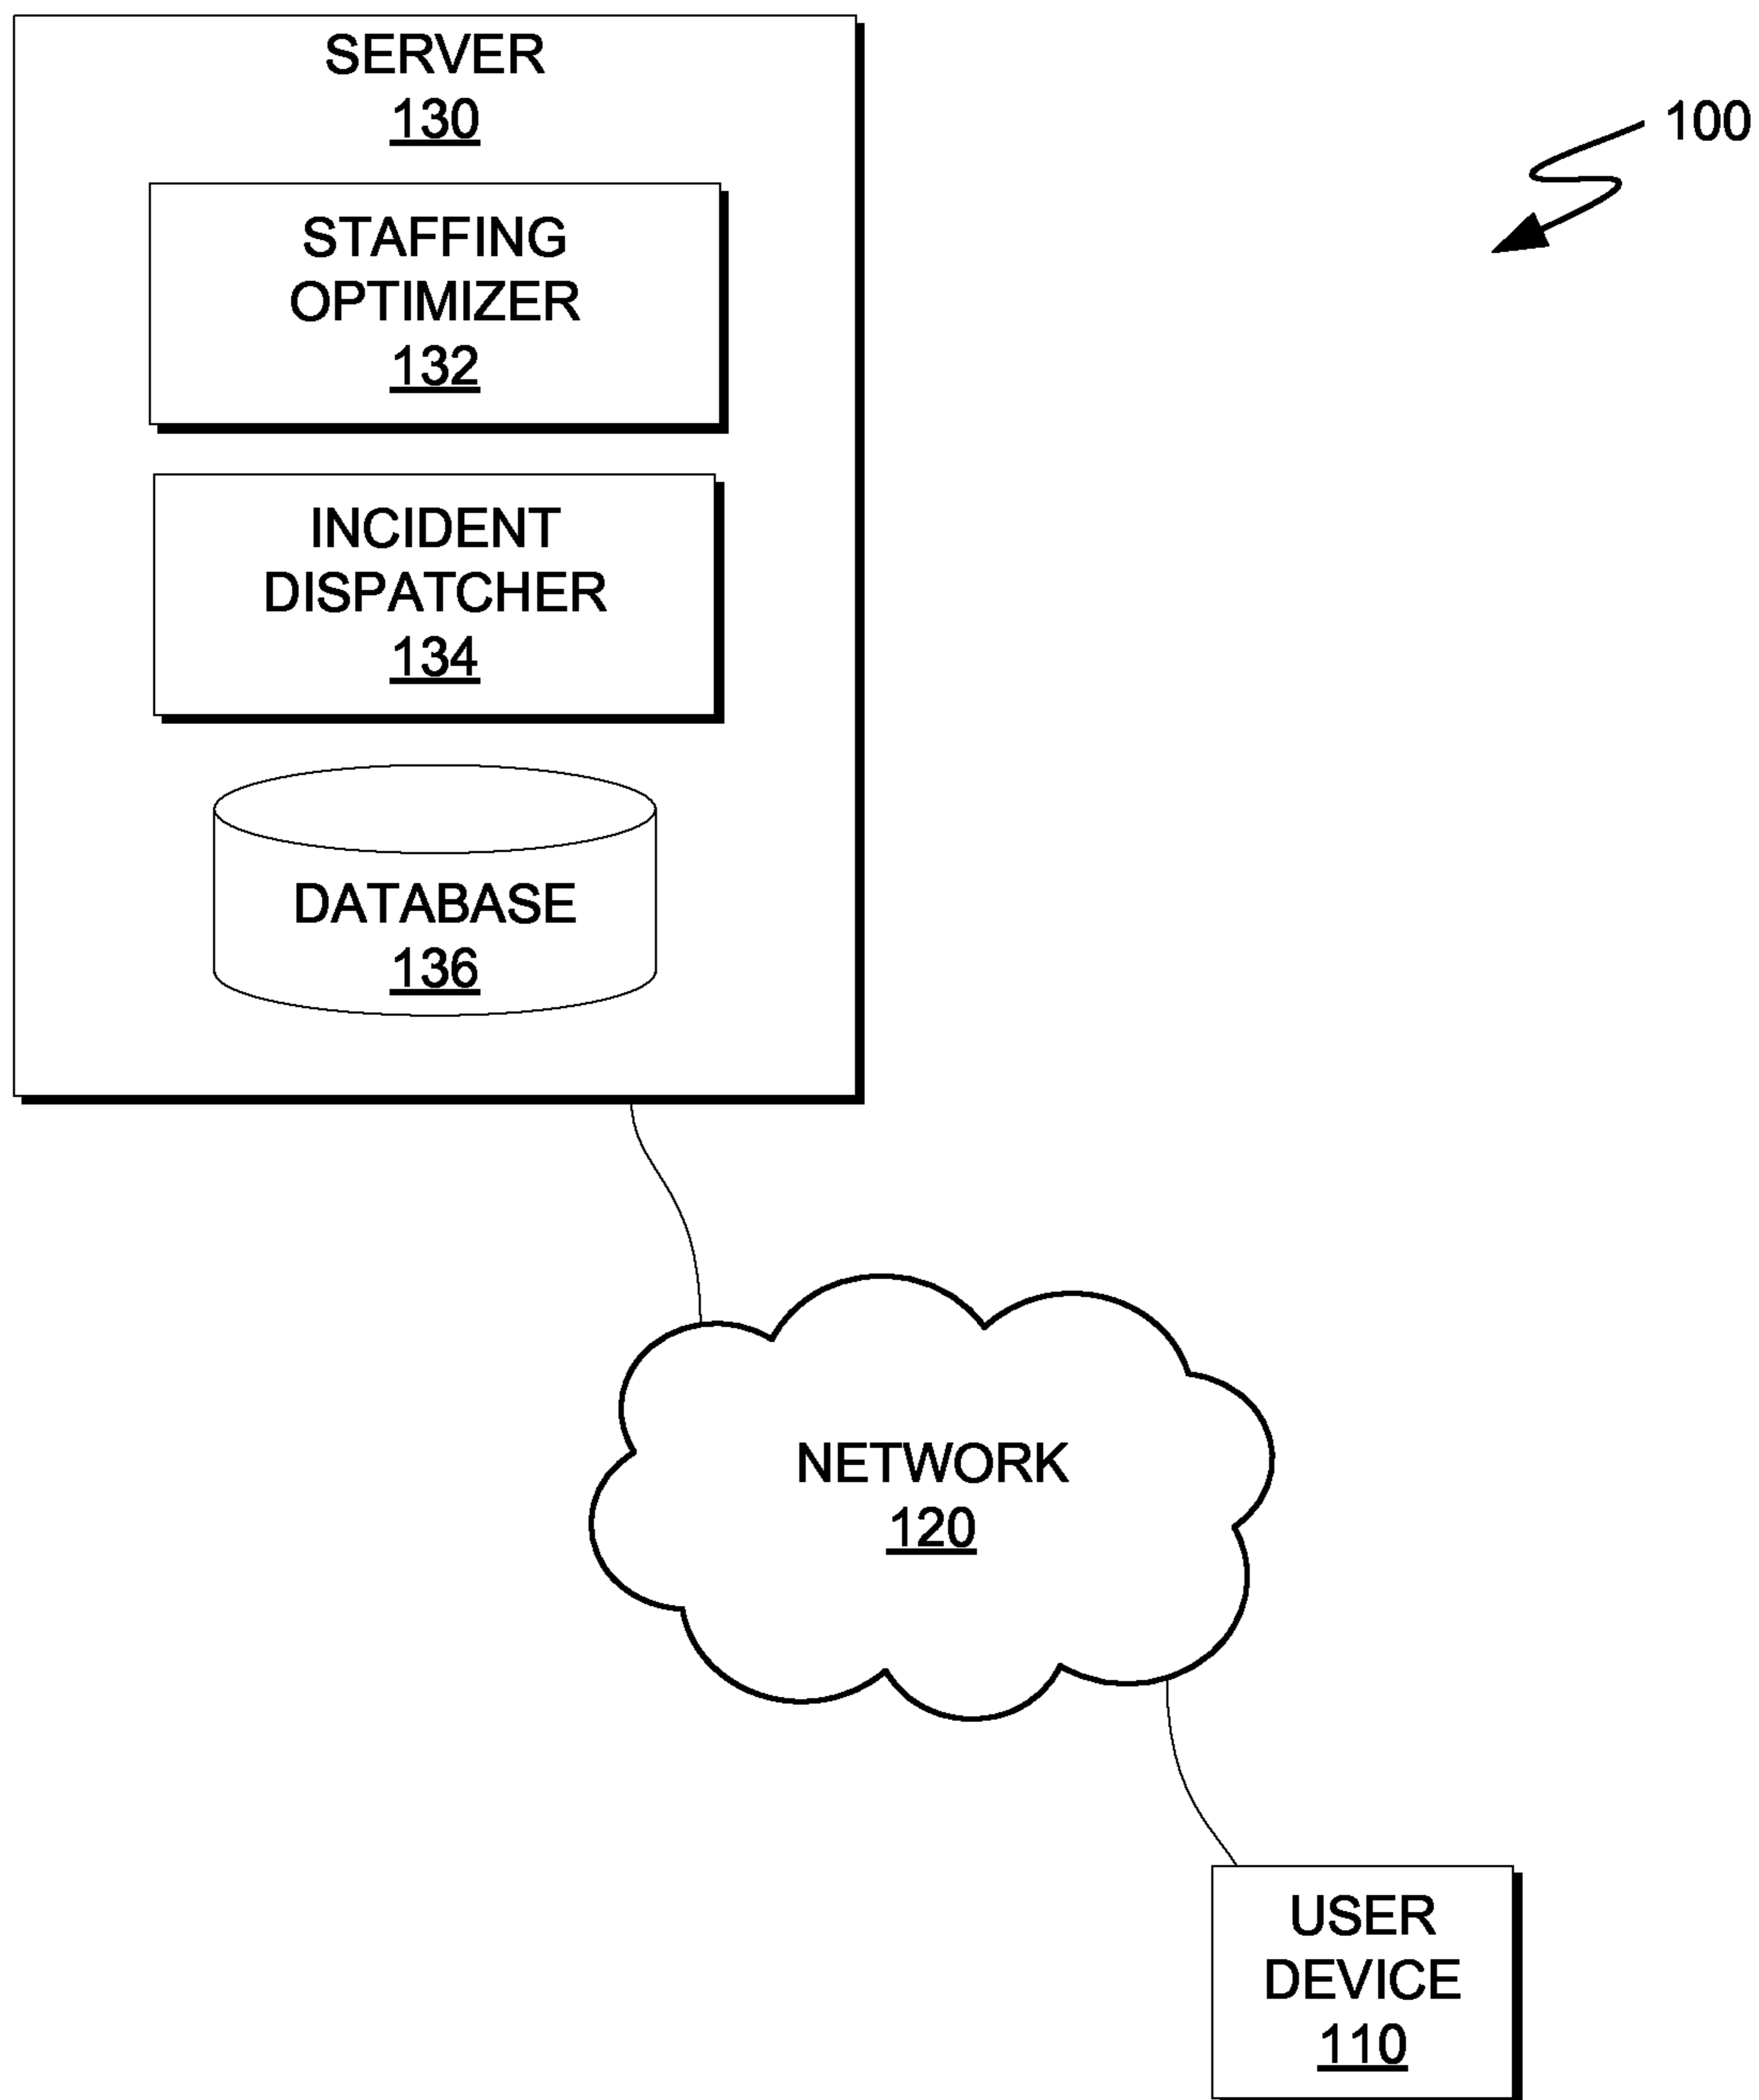 SERVER
130
100
STAFFING
OPTIMIZER
132
INCIDENT
DISPATCHER
134
DATABASE
136
NETWORK
120
USER
DEVICE
110